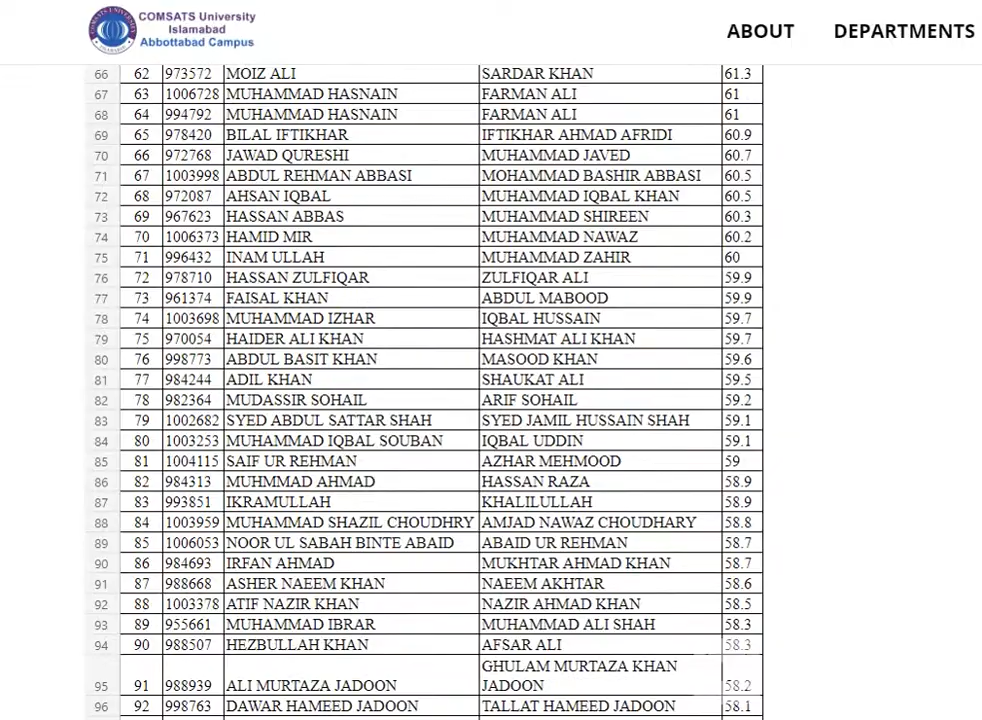 COMSATS University
Islamabad
Abbottabad Campus
ABOUT DEPARTMENTS
66 62 973572 MOIZ ALI SARDAR KHAN 61.3
67 63 1006728 MUHAMMAD HASNAIN FARMAN ALI 61
68 64 994792 MUHAMMAD HASNAIN FARMAN ALI 61
69 65 978420 BILAL IFTIKHAR IFTIKHAR AHMAD AFRIDI 60.9
70 66 972768 JAWAD QURESHI MUHAMMAD JAVED 60.7
71 67 1003998 ABDUL REHMAN ABBASI MOHAMMAD BASHIR ABBASI 60.5
72 68 972087 AHSAN IQBAL MUHAMMAD IQBAL KHAN 60.5
73 69 967623 HASSAN ABBAS MUHAMMAD SHIREEN 60.3
74 70 1006373 HAMID MIR MUHAMMAD NAWAZ 60.2
75 71 996432 INAM ULLAH MUHAMMAD ZAHIR 60
76 72 978710 HASSAN ZULFIQAR ZULFIQAR ALI 59.9
77 73 961374 FAISAL KHAN ABDUL MABOOD 59.9
78 74 1003698 MUHAMMAD IZHAR IQBAL HUSSAIN 59.7
79 75 970054 HAIDER ALI KHAN HASHMAT ALI KHAN 59.7
80 76 998773 ABDUL BASIT KHAN MASOOD KHAN 59.6
81 77 984244 ADIL KHAN SHAUKAT ALI 59.5
82 78 982364 MUDASSIR SOHAIL ARIF SOHAIL 59.2
83 79 1002682 SYED ABDUL SATTAR SHAH SYED JAMIL HUSSAIN SHAH 59.1
84 80 1003253 MUHAMMAD IQBAL SOUBAN IQBAL UDDIN 59.1
85 81 1004115 SAIF UR REHMAN AZHAR MEHMOOD 59
86 82 984313 MUHMMAD AHMAD HASSAN RAZA 58.9
87 83 993851 IKRAMULLAH KHALILULLAH 58.9
88 84 1003959 MUHAMMAD SHAZIL CHOUDHRY AMJAD NAWAZ CHOUDHARY 58.8
89 85 1006053 NOOR UL SABAH BINTE ABAID ABAID UR REHMAN 58.7
90 86 984693 IRFAN AHMAD MUKHTAR AHMAD KHAN 58.7
91 87 988668 ASHER NAEEM KHAN NAEEM AKHTAR 58.6
92 88 1003378 ATIF NAZIR KHAN NAZIR AHMAD KHAN 58.5
93 89 955661 MUHAMMAD IBRAR MUHAMMAD ALI SHAH 58.3
94 90 988507 HEZBULLAH KHAN AFSAR ALI 58.3
GHULAM MURTAZA KHAN
95 91 988939 ALI MURTAZA JADOON JADOON 58.2
96 92 998763 DAWAR HAMEED JADOON TALLAT HAMEED JADOON 58.1